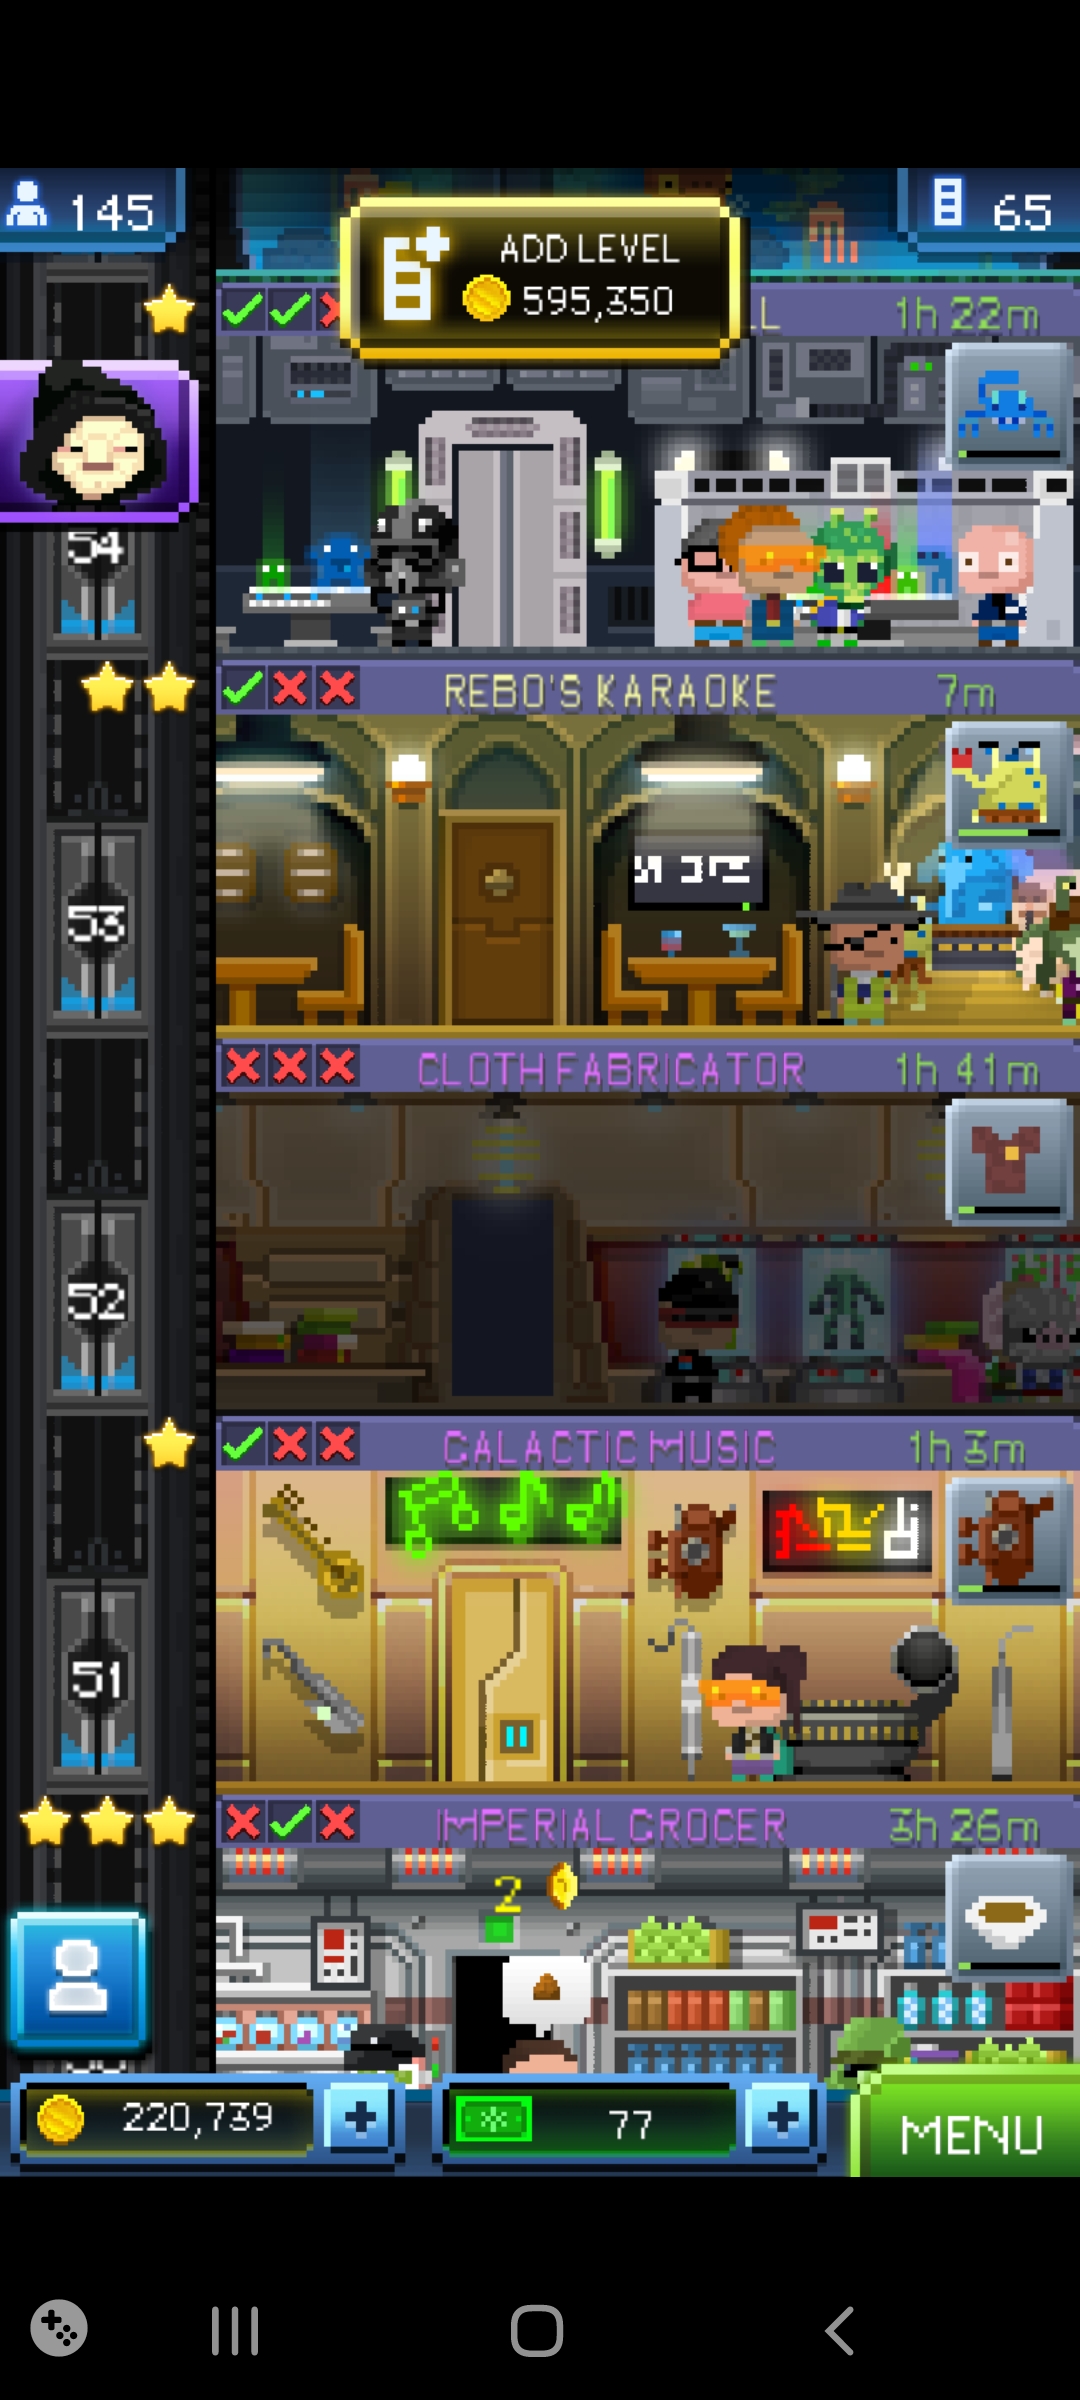 145
ADD LEVEL
595,350
65
LL
1h 22m
54
REBO'S KARAOKE
7m
53
CLOTH FABRICATOR
1h 41m
52
GALACTIC MUSIC
1h 3m
51
IMPERIAL GROCER
3h 26m
2
220,739
77
MENU